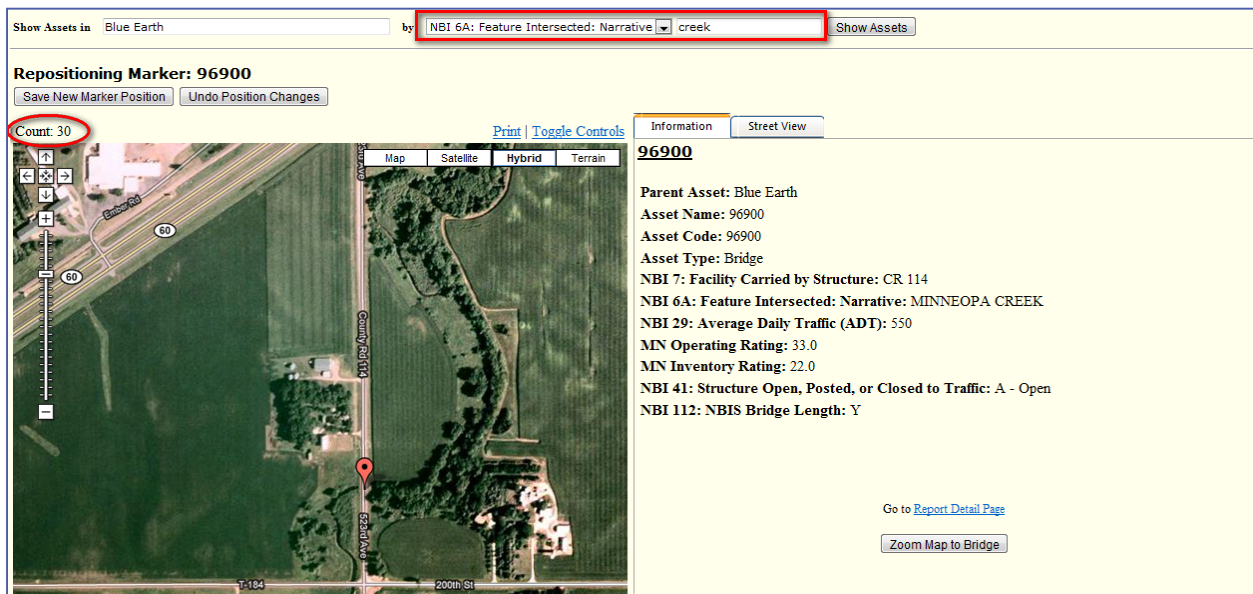 Show Assets in Blue Earth by NBI 6A: Feature Intersected: Narrative creek Show Assets
Repositioning Marker: 96900
Save New Marker Position Undo Position Changes
Count: 30 Print | Toggle Controls
Map Satellite Hybrid Terrain
53rd Ave
Ember Rd
60
60
County Rd 114
523rd Ave
T-184 200th St
Information Street View
96900
Parent Asset: Blue Earth
Asset Name: 96900
Asset Code: 96900
Asset Type: Bridge
NBI 7: Facility Carried by Structure: CR 114
NBI 6A: Feature Intersected: Narrative: MINNEOPA CREEK
NBI 29: Average Daily Traffic (ADT): 550
MN Operating Rating: 33.0
MN Inventory Rating: 22.0
NBI 41: Structure Open, Posted, or Closed to Traffic: A - Open
NBI 112: NBIS Bridge Length: Y
Go to Report Detail Page
Zoom Map to Bridge